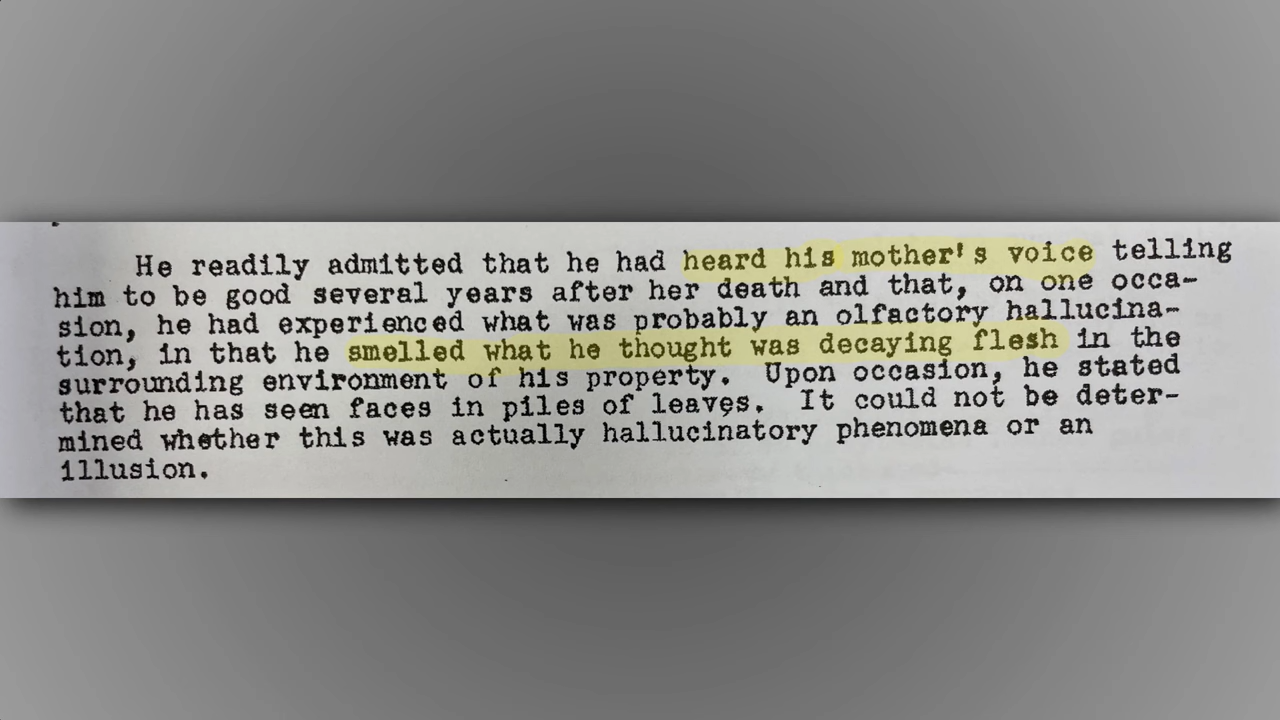 He readily admitted that he had heard his mother's voice telling
him to be good several years after her death and that, on one occa-
sion, he had experienced what was probably an olfactory hallucina-
tion, in that he smelled what he thought was decaying flesh in the
surrounding environment of his property. Upon occasion, he stated
that he has seen faces in piles of leaves. It could not be deter-
mined whether this was actually hallucinatory phenomena or an
illusion.